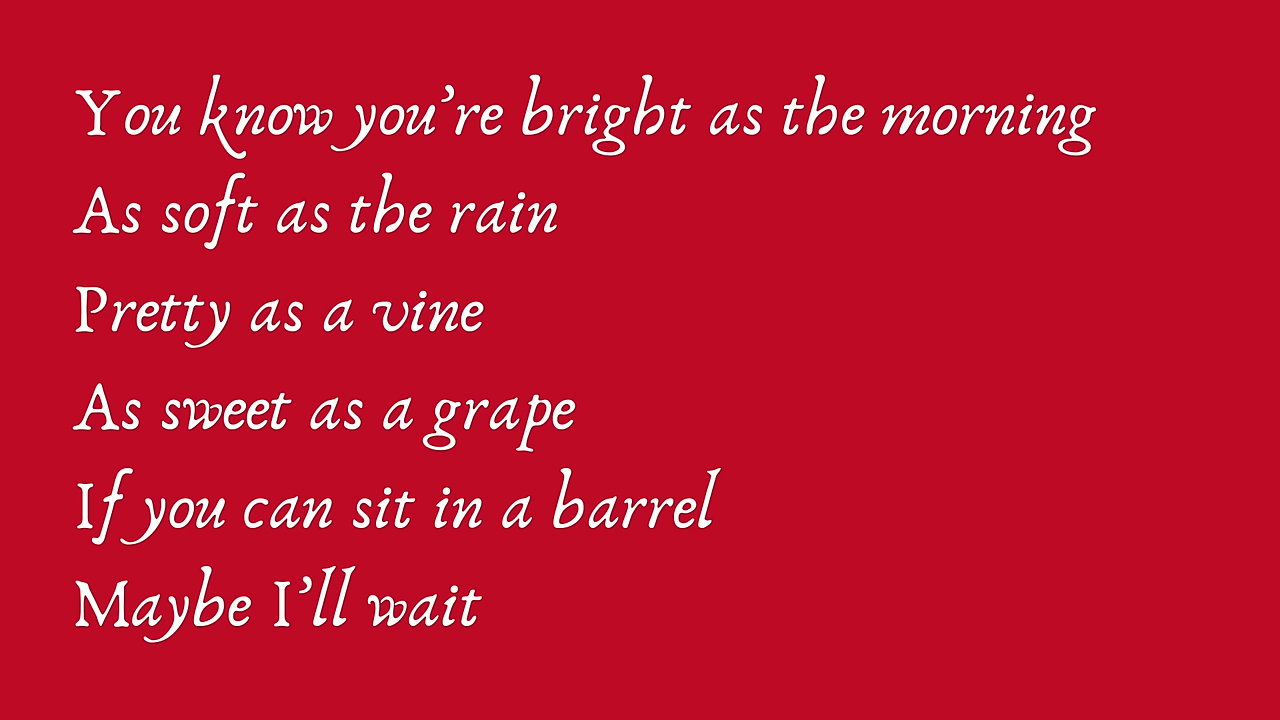 You know you're bright as the morning
As soft as the rain
Pretty as a vine
As sweet as a grape
If you can sit in a barrel
Maybe I'll wait